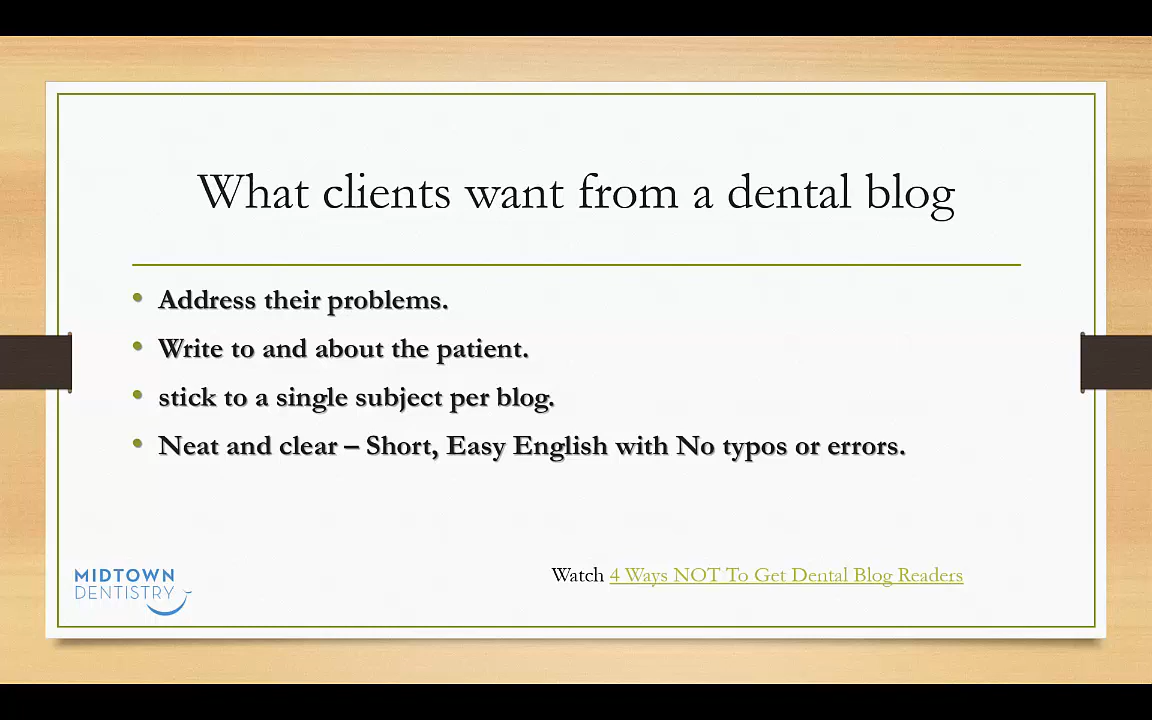 What clients want from a dental blog
• Address their problems.
• Write to and about the patient.
• stick to a single subject per blog.
• Neat and clear – Short, Easy English with No typos or errors.
MIDTOWN
DENTISTRY
Watch 4 Ways NOT To Get Dental Blog Readers